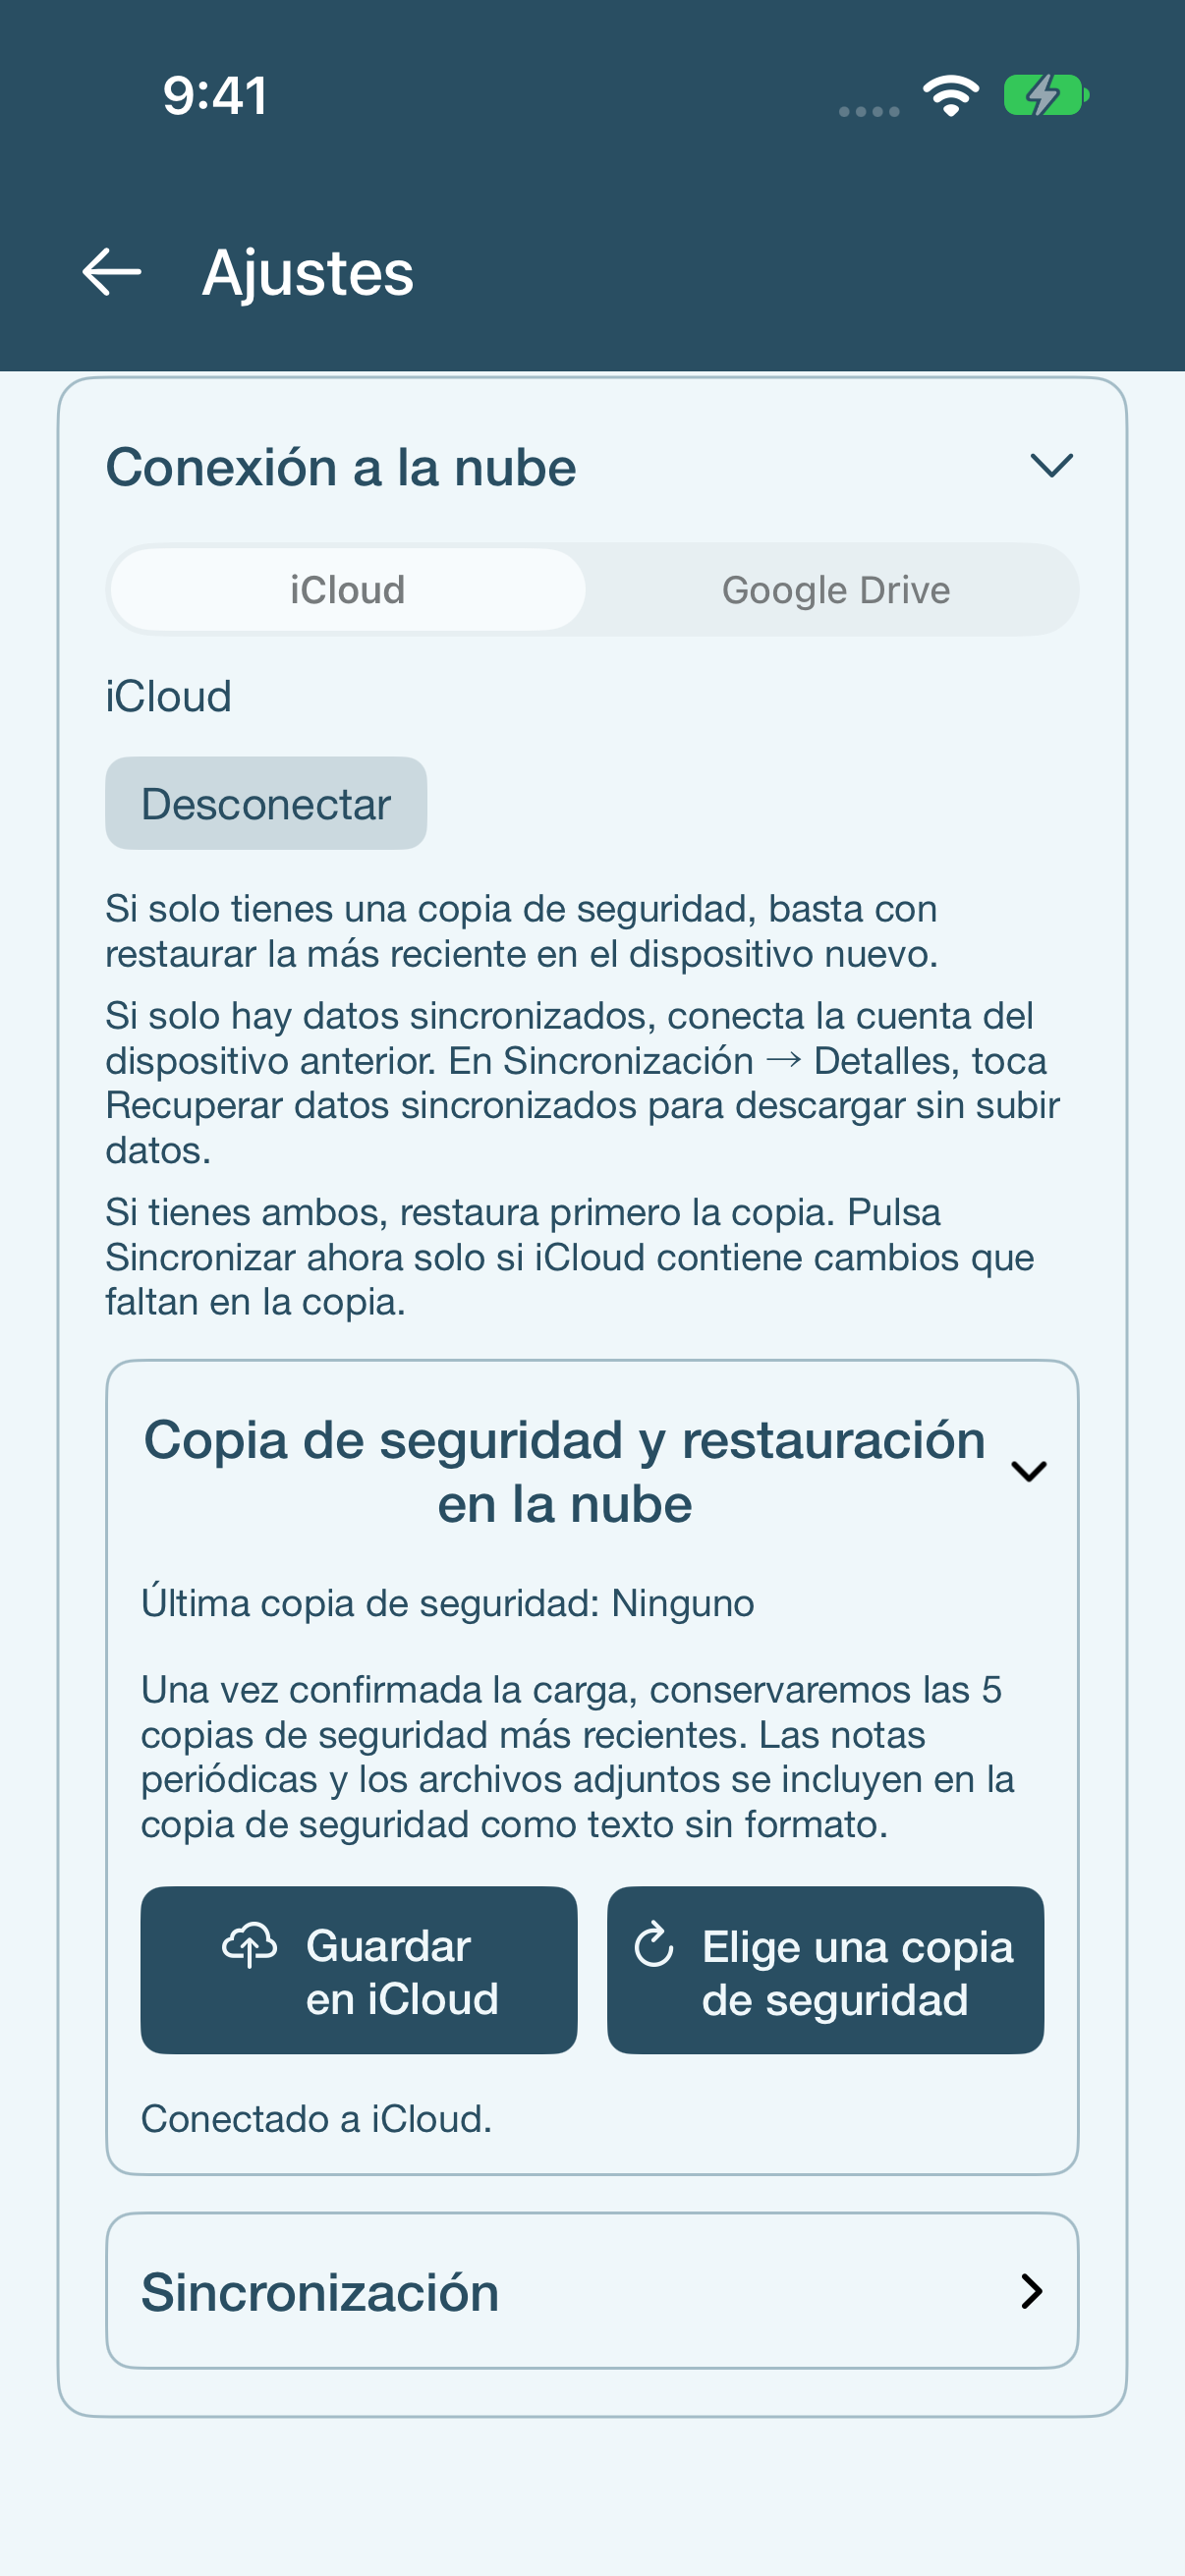 9:41
Ajustes
Conexión a la nube
iCloud
Google Drive
iCloud
Desconectar
Si solo tienes una copia de seguridad, basta con
restaurar la más reciente en el dispositivo nuevo.
Si solo hay datos sincronizados, conecta la cuenta del
dispositivo anterior. En Sincronización → Detalles, toca
Recuperar datos sincronizados para descargar sin subir
datos.
Si tienes ambos, restaura primero la copia. Pulsa
Sincronizar ahora solo si iCloud contiene cambios que
faltan en la copia.
Copia de seguridad y restauración
en la nube
Última copia de seguridad: Ninguno
Una vez confirmada la carga, conservaremos las 5
copias de seguridad más recientes. Las notas
periódicas y los archivos adjuntos se incluyen en la
copia de seguridad como texto sin formato.
Guardar
en iCloud
Elige una copia
de seguridad
Conectado a iCloud.
Sincronización